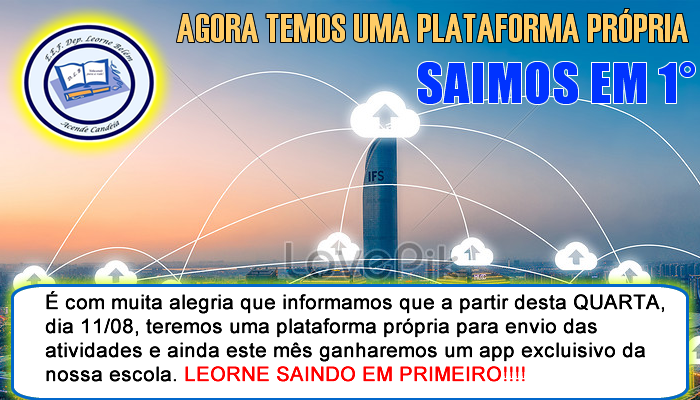 AGORA TEMOS UMA PLATAFORMA PRÓPRIA
SAIMOS EM 1°
E.E.F. Dep. Leorne Belém
Acende Candeia
IFS
É com muita alegria que informamos que a partir desta QUARTA,
dia 11/08, teremos uma plataforma própria para envio das
atividades e ainda este mês ganharemos um app excluisivo da
nossa escola. LEORNE SAINDO EM PRIMEIRO!!!!